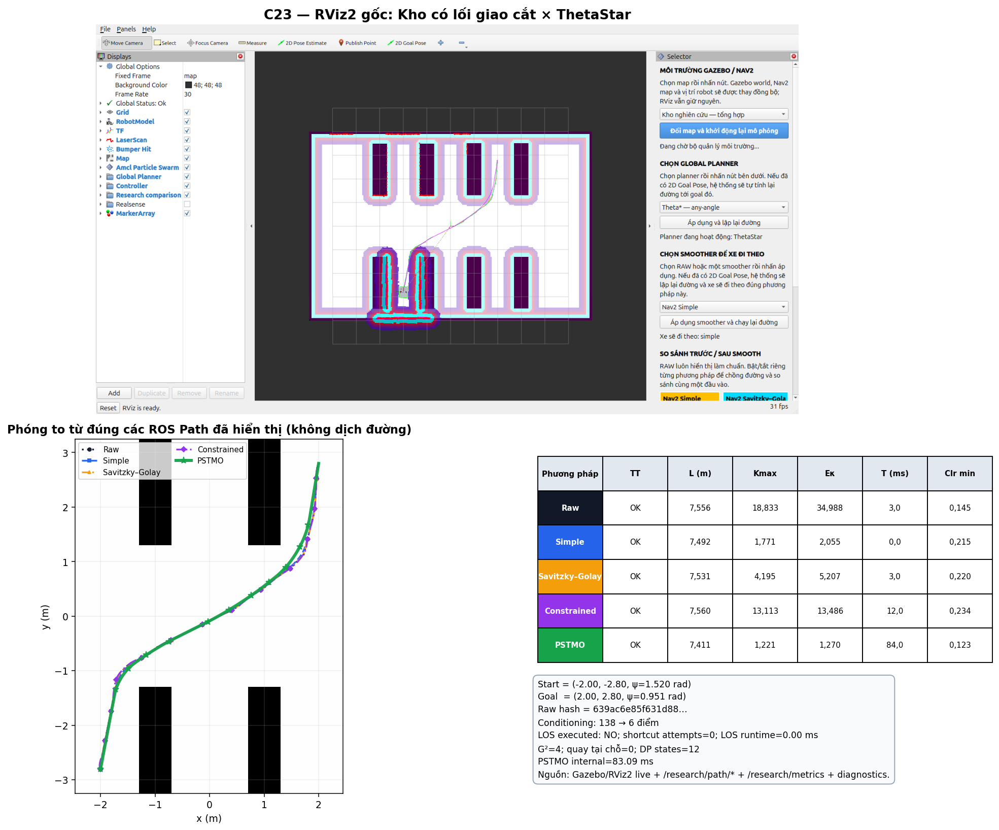 C23 — RViz2 gốc: Kho có lối giao cắt × ThetaStar
File Panels Help
Move Camera Select Focus Camera Measure 2D Pose Estimate Publish Point 2D Goal Pose
Displays
Global Options
Fixed Frame map
Background Color 48; 48; 48
Frame Rate 30
Global Status: Ok
Grid
RobotModel
TF
LaserScan
Bumper Hit
Map
Amcl Particle Swarm
Global Planner
Controller
Research comparison
Realsense
MarkerArray
Add Duplicate Remove Rename
Reset RViz is ready.
31 fps
Selector
MÔI TRƯỜNG GAZEBO / NAV2
Chọn map rồi nhấn nút. Gazebo world, Nav2
map và vị trí robot sẽ được thay đồng bộ;
RViz vẫn giữ nguyên.
Kho nghiên cứu — tổng hợp
Đổi map và khởi động lại mô phỏng
Đang chờ bộ quản lý môi trường...
CHỌN GLOBAL PLANNER
Chọn planner rồi nhấn nút bên dưới. Nếu đã
có 2D Goal Pose, hệ thống sẽ tự tính lại
đường tới goal đó.
Theta* — any-angle
Áp dụng và lập lại đường
Planner đang hoạt động: ThetaStar
CHỌN SMOOTHER ĐỂ XE ĐI THEO
Chọn RAW hoặc một smoother rồi nhấn áp
dụng. Nếu đã có 2D Goal Pose, hệ thống sẽ
lập lại đường và xe sẽ đi theo đúng phương
pháp này.
Nav2 Simple
Áp dụng smoother và chạy lại đường
Xe sẽ đi theo: simple
SO SÁNH TRƯỚC / SAU SMOOTH
RAW luôn hiển thị làm chuẩn. Bật/tắt riêng
từng phương pháp để chồng đường và so
sánh cùng một đầu vào.
Nav2 Simple Nav2 Savitzky–Gola
Phóng to từ đúng các ROS Path đã hiển thị (không dịch đường)
Raw Constrained
Simple PSTMO
Savitzky–Golay
3
2
1
0
−1
−2
−3
y (m)
−2 −1 0 1 2
x (m)
Phương pháp TT L (m) Kmax Eκ T (ms) Clr min
Raw OK 7,556 18,833 34,988 3,0 0,145
Simple OK 7,492 1,771 2,055 0,0 0,215
Savitzky–Golay OK 7,531 4,195 5,207 3,0 0,220
Constrained OK 7,560 13,113 13,486 12,0 0,234
PSTMO OK 7,411 1,221 1,270 84,0 0,123
Start = (-2.00, -2.80, ψ=1.520 rad)
Goal = (2.00, 2.80, ψ=0.951 rad)
Raw hash = 639ac6e85f631d88…
Conditioning: 138 → 6 điểm
LOS executed: NO; shortcut attempts=0; LOS runtime=0.00 ms
G²=4; quay tại chỗ=0; DP states=12
PSTMO internal=83.09 ms
Nguồn: Gazebo/RViz2 live + /research/path/* + /research/metrics + diagnostics.